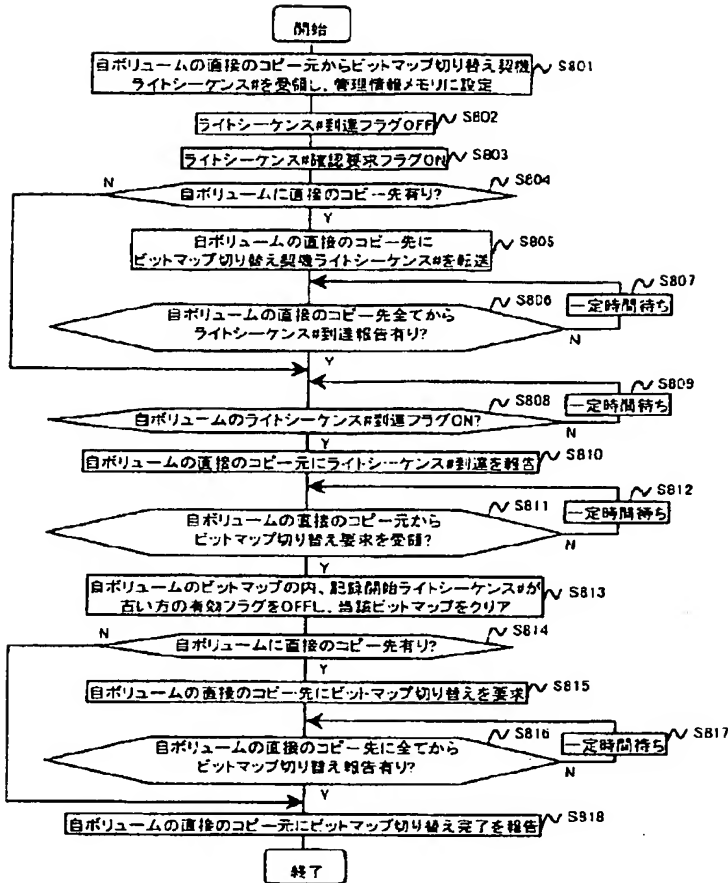 開始
自ボリュームの直接のコピー元からビットマップ切り替え契機
ライトシーケンス#を受領し、管理情報メモリに設定
S801
ライトシーケンス#到達フラグOFF
S802
ライトシーケンス#確認要求フラグON
S803
N
自ボリュームに直接のコピー先有り?
S804
Y
自ボリュームの直接のコピー先に
ビットマップ切り替え契機ライトシーケンス#を転送
S805
S807
一定時間待ち
S806
自ボリュームの直接のコピー先全てから
ライトシーケンス#到達報告有り?
N
Y
S809
一定時間待ち
S808
自ボリュームのライトシーケンス#到達フラグON?
N
Y
自ボリュームの直接のコピー元にライトシーケンス#到達を報告
S810
S812
一定時間待ち
S811
自ボリュームの直接のコピー元から
ビットマップ切り替え要求を受領?
N
Y
自ボリュームのビットマップの内、記録開始ライトシーケンス#が
古い方の有効フラグをOFFし、当該ビットマップをクリア
S813
N
自ボリュームに直接のコピー先有り?
S814
Y
自ボリュームの直接のコピー先にビットマップ切り替えを要求
S815
S817
一定時間待ち
S816
自ボリュームの直接のコピー先に全てから
ビットマップ切り替え報告有り?
N
Y
自ボリュームの直接のコピー元にビットマップ切り替え完了を報告
S818
終了